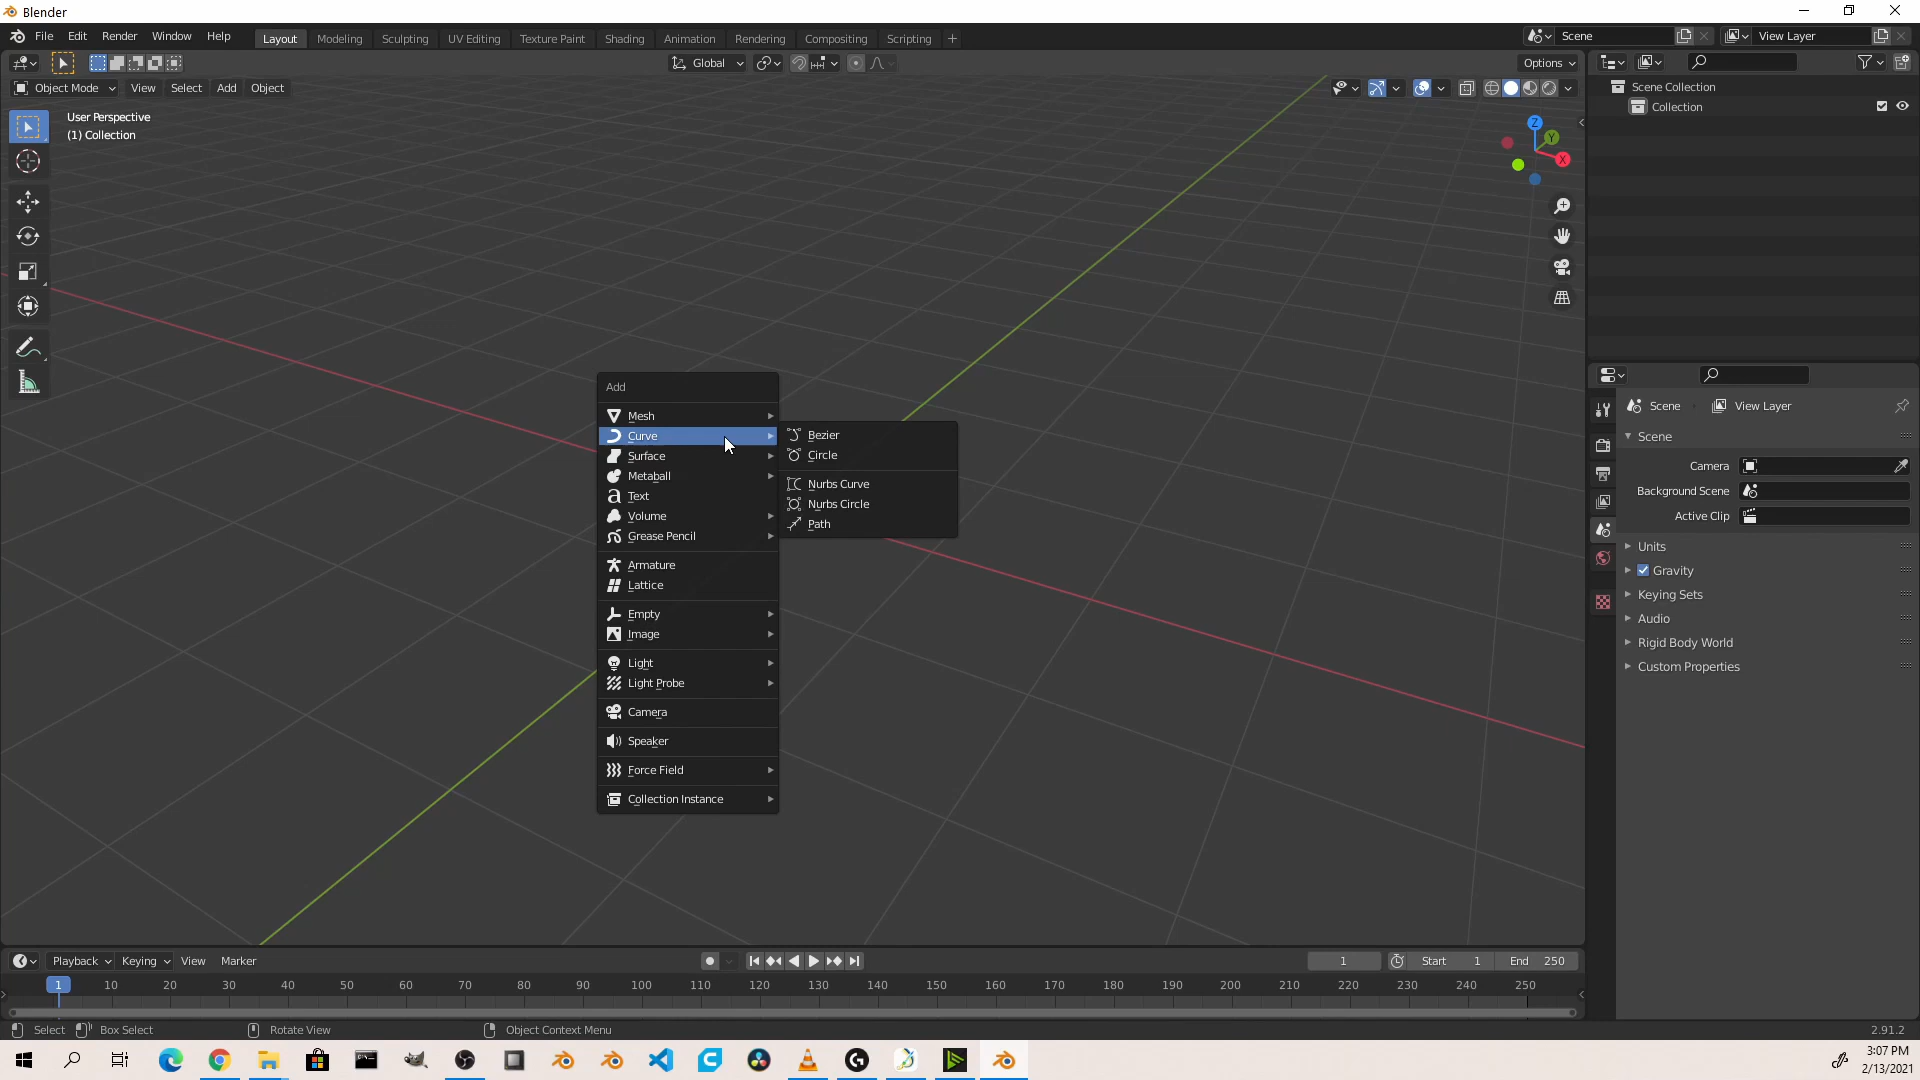 Blender
File Edit Render Window Help
Layout Modeling Sculpting UV Editing Texture Paint Shading Animation Rendering Compositing Scripting +
Scene
View Layer
Global
Options
Object Mode View Select Add Object
User Perspective
(1) Collection
Z
Y
X
Scene Collection
Collection
Add
Mesh
Curve
Surface
Metaball
Text
Volume
Grease Pencil
Armature
Lattice
Empty
Image
Light
Light Probe
Camera
Speaker
Force Field
Collection Instance
Bezier
Circle
Nurbs Curve
Nurbs Circle
Path
Scene View Layer
Scene
Camera
Background Scene
Active Clip
Units
Gravity
Keying Sets
Audio
Rigid Body World
Custom Properties
Playback Keying View Marker
1 Start 1 End 250
1 10 20 30 40 50 60 70 80 90 100 110 120 130 140 150 160 170 180 190 200 210 220 230 240 250
Select Box Select Rotate View Object Context Menu 2.91.2
3:07 PM
2/13/2021